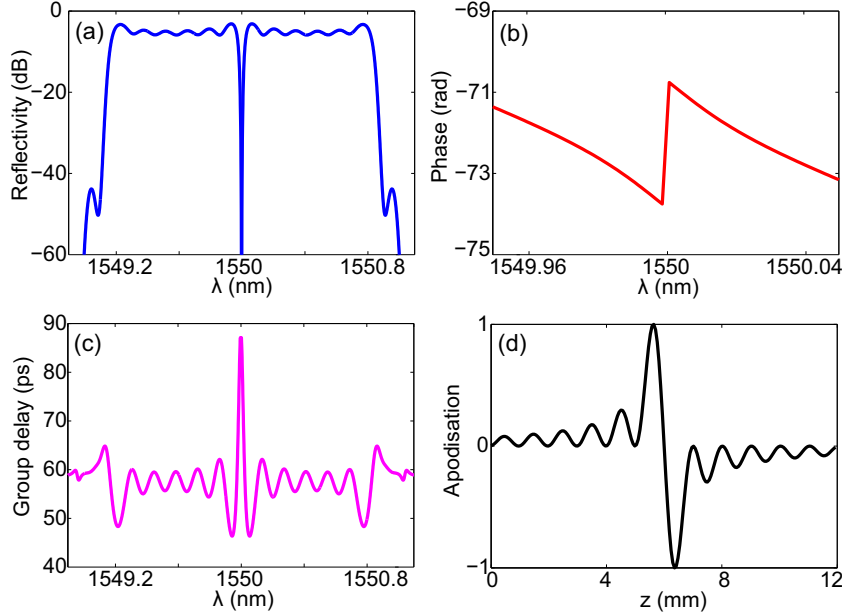 (a)
0
−20
−40
−60
Reflectivity (dB)
1549.2
1550
1550.8
λ (nm)
(b)
−69
−71
−73
−75
Phase (rad)
1549.96
1550
1550.04
λ (nm)
(c)
90
80
70
60
50
40
Group delay (ps)
1549.2
1550
1550.8
λ (nm)
(d)
1
0
−1
Apodisation
0
4
8
12
z (mm)